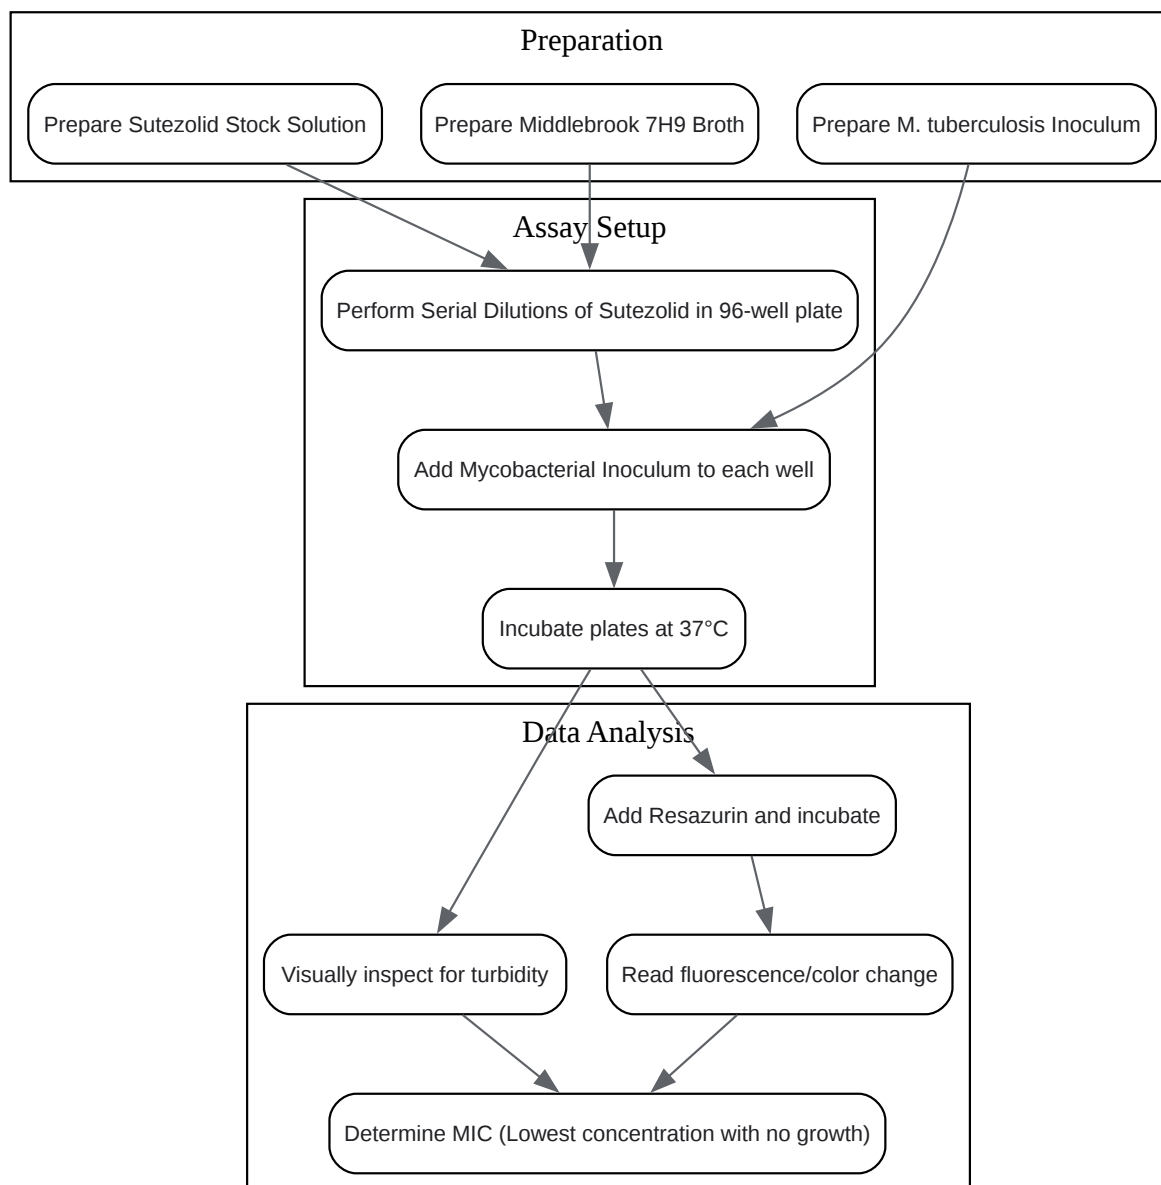 Preparation
Prepare Sutezolid Stock Solution
Prepare Middlebrook 7H9 Broth
Prepare M. tuberculosis Inoculum
Assay Setup
Perform Serial Dilutions of Sutezolid in 96-well plate
Add Mycobacterial Inoculum to each well
Incubate plates at 37°C
Data Analysis
Add Resazurin and incubate
Visually inspect for turbidity
Read fluorescence/color change
Determine MIC (Lowest concentration with no growth)